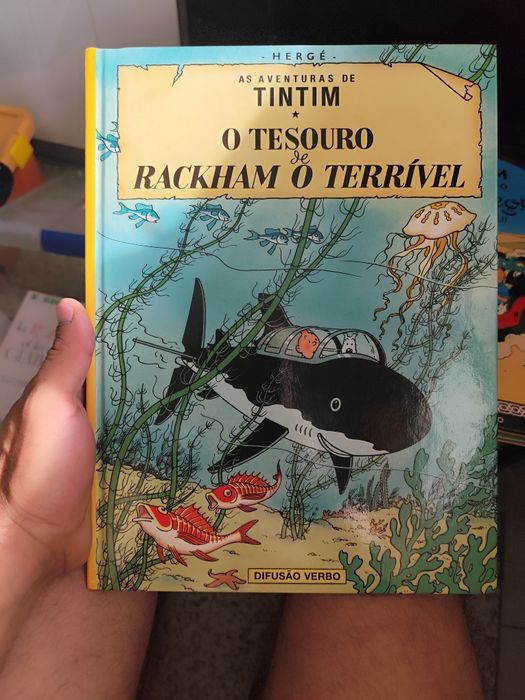 - HERGÉ -
AS AVENTURAS DE
TINTIM
O TESOURO
de
RACKHAM O TERRÍVEL
DIFUSÃO VERBO